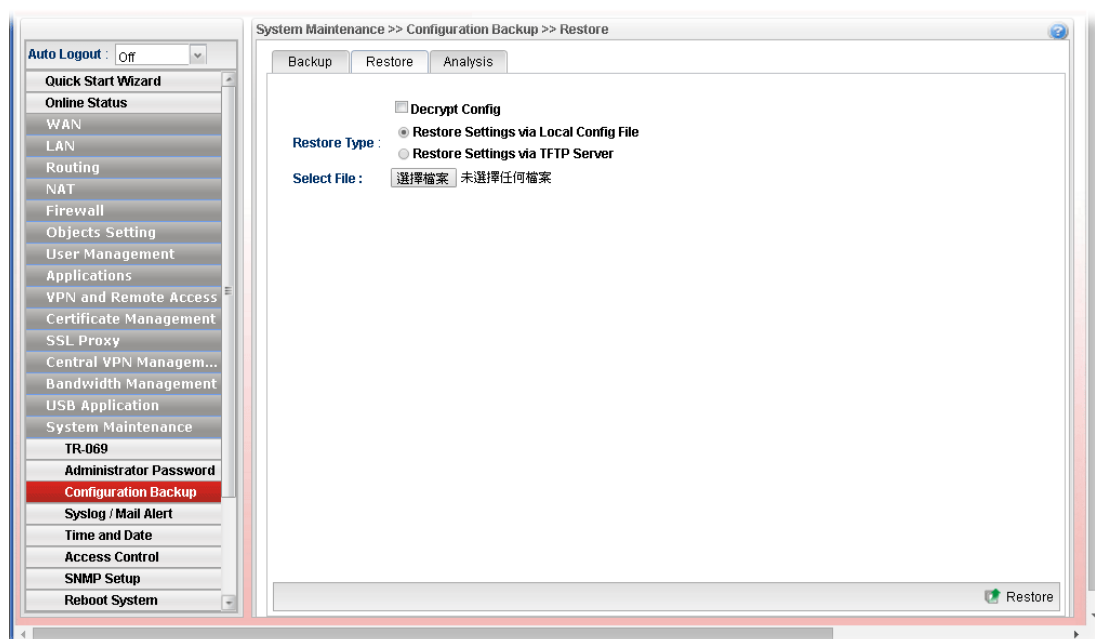 System Maintenance >> Configuration Backup >> Restore
Auto Logout : Off
Quick Start Wizard
Online Status
WAN
LAN
Routing
NAT
Firewall
Objects Setting
User Management
Applications
VPN and Remote Access
Certificate Management
SSL Proxy
Central VPN Managem...
Bandwidth Management
USB Application
System Maintenance
TR-069
Administrator Password
Configuration Backup
Syslog / Mail Alert
Time and Date
Access Control
SNMP Setup
Reboot System
Backup Restore Analysis
Decrypt Config
Restore Type :
Restore Settings via Local Config File
Restore Settings via TFTP Server
Select File : 選擇檔案 未選擇任何檔案
Restore